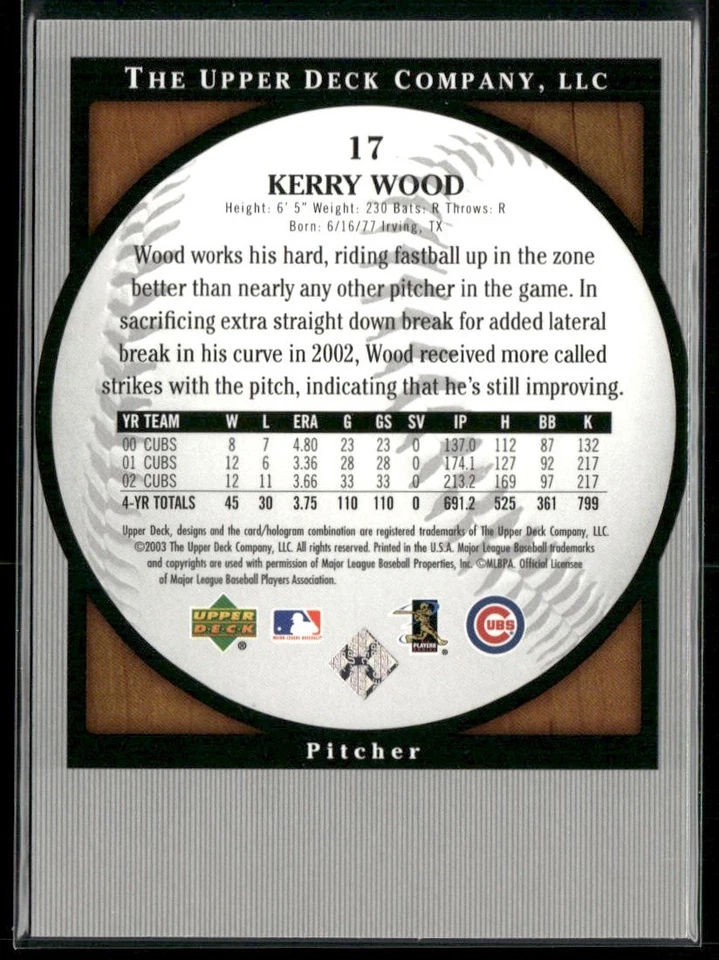 THE UPPER DECK COMPANY, LLC
17
KERRY WOOD
Height: 6' 5" Weight: 230 Bats: R Throws: R
Born: 6/16/77 Irving, TX
Wood works his hard, riding fastball up in the zone
better than nearly any other pitcher in the game. In
sacrificing extra straight down break for added lateral
break in his curve in 2002, Wood received more called
strikes with the pitch, indicating that he's still improving.
YR TEAM W L ERA G GS SV IP H BB K
00 CUBS 8 7 4.80 23 23 0 137.0 112 87 132
01 CUBS 12 6 3.36 28 28 0 174.1 127 92 217
02 CUBS 12 11 3.66 33 33 0 213.2 169 97 217
4-YR TOTALS 45 30 3.75 110 110 0 691.2 525 361 799
Upper Deck, designs and the card/hologram combination are registered trademarks of The Upper Deck Company, LLC.
©2003 The Upper Deck Company, LLC. All rights reserved. Printed in the U.S.A. Major League Baseball trademarks
and copyrights are used with permission of Major League Baseball Properties, Inc. ©MLBPA. Official Licensee
of Major League Baseball Players Association.
UPPER
DECK
®
MAJOR LEAGUE BASEBALL
PLAYERS
CUBS
Pitcher